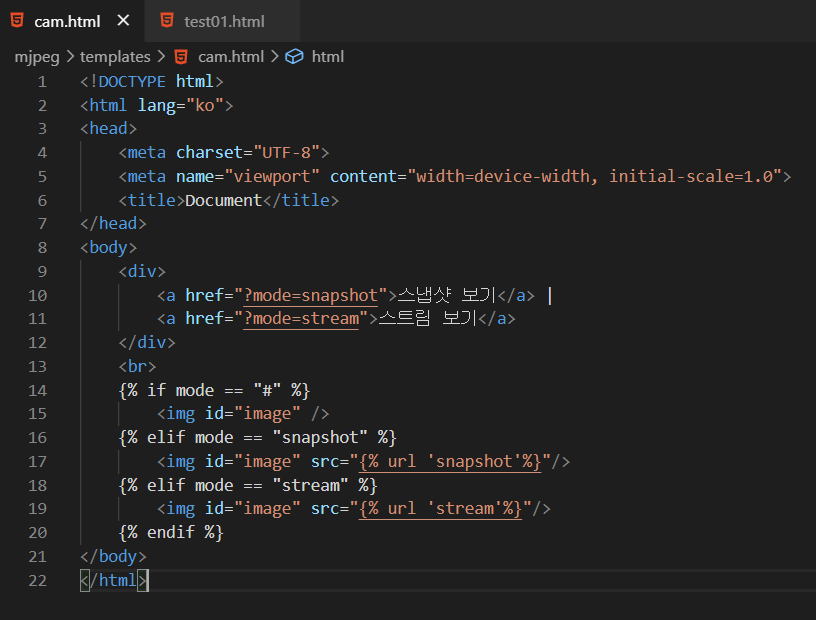 cam.html test01.html
mjpeg > templates > cam.html > html
1 <!DOCTYPE html>
2 <html lang="ko">
3 <head>
4     <meta charset="UTF-8">
5     <meta name="viewport" content="width=device-width, initial-scale=1.0">
6     <title>Document</title>
7 </head>
8 <body>
9     <div>
10         <a href="?mode=snapshot">스냅샷 보기</a> |
11         <a href="?mode=stream">스트림 보기</a>
12     </div>
13     <br>
14     {% if mode == "#" %}
15         <img id="image" />
16     {% elif mode == "snapshot" %}
17         <img id="image" src="{% url 'snapshot'%}"/>
18     {% elif mode == "stream" %}
19         <img id="image" src="{% url 'stream'%}"/>
20     {% endif %}
21 </body>
22 </html>